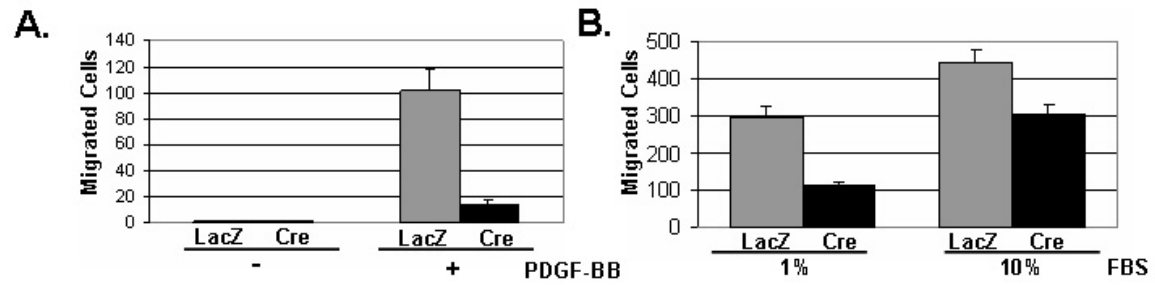 A.
Migrated Cells
140
120
100
80
60
40
20
0
LacZ Cre LacZ Cre
- + PDGF-BB
B.
Migrated Cells
500
400
300
200
100
0
LacZ Cre LacZ Cre
1% 10% FBS